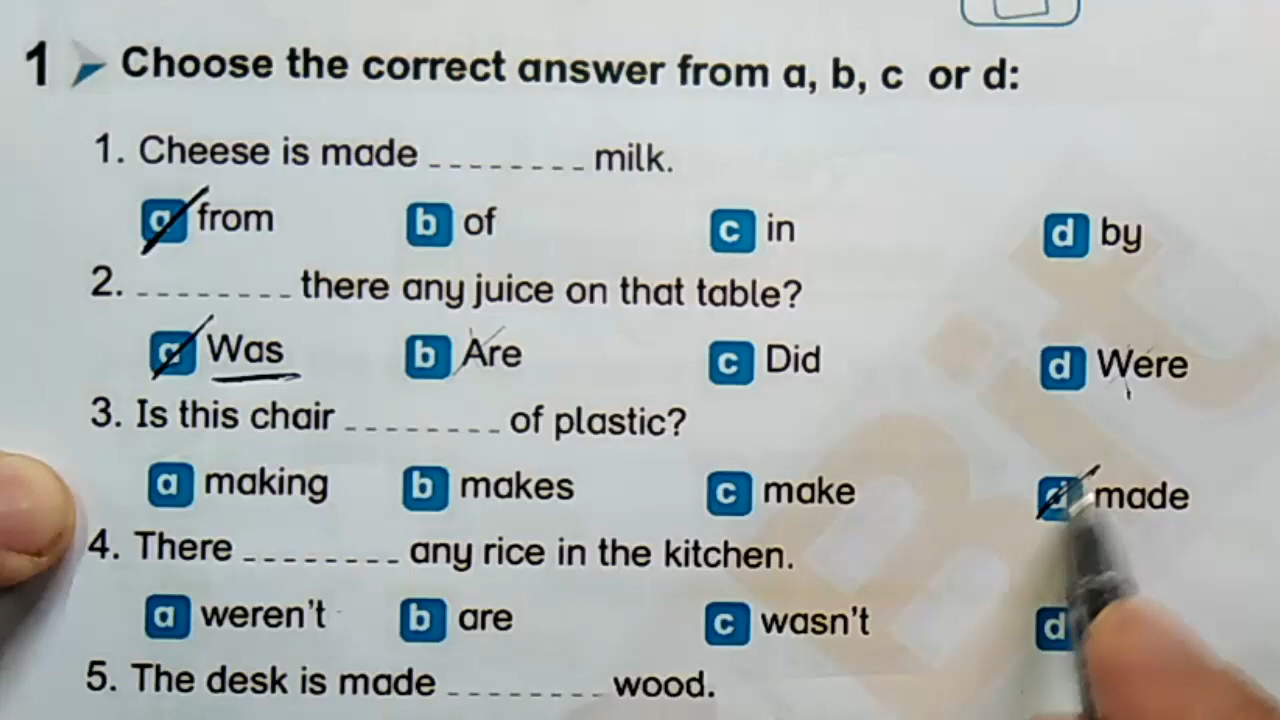 1 Choose the correct answer from a, b, c or d:
1. Cheese is made ________ milk.
a from b of c in d by
2. ________ there any juice on that table?
a Was b Are c Did d Were
3. Is this chair ________ of plastic?
a making b makes c make d made
4. There ________ any rice in the kitchen.
a weren't b are c wasn't d
5. The desk is made ________ wood.